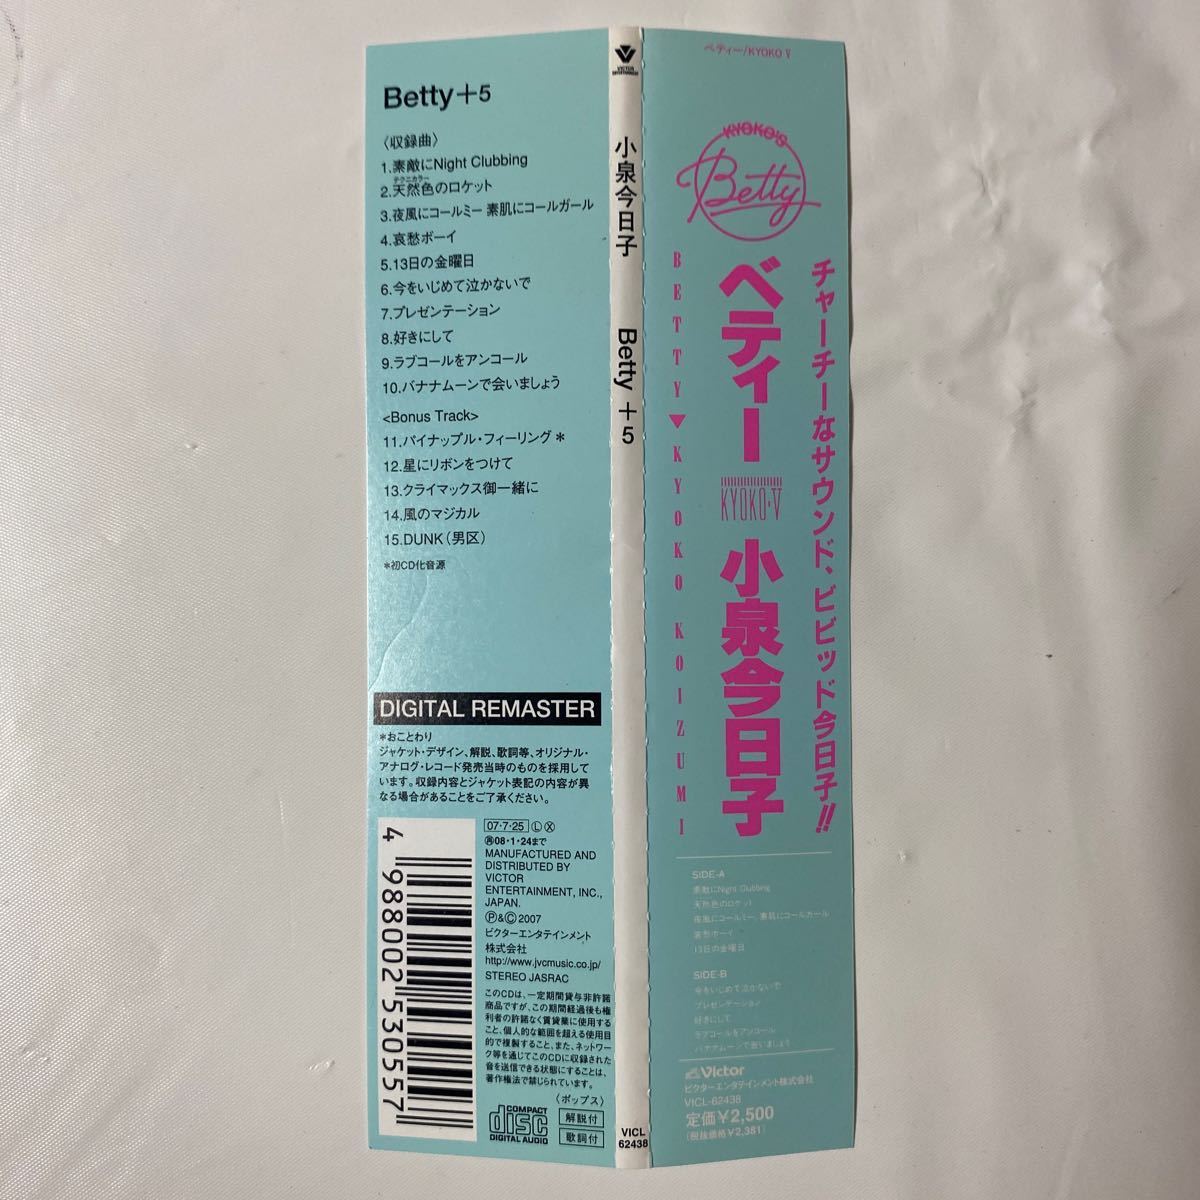 Betty+5
〈収録曲〉
1.素敵にNight Clubbing
テクニカラー
2.天然色のロケット
3.夜風にコールミー 素肌にコールガール
4.哀愁ボーイ
5.13日の金曜日
6.今をいじめて泣かないで
7.プレゼンテーション
8.好きにして
9.ラブコールをアンコール
10.バナナムーンで会いましょう
<Bonus Track>
11.パイナップル・フィーリング*
12.星にリボンをつけて
13.クライマックス御一緒に
14.風のマジカル
15.DUNK（男区）
*初CD化音源
DIGITAL REMASTER
*おことわり
ジャケット・デザイン、解説、歌詞等、オリジナル・
アナログ・レコード発売当時のものを採用して
います。収録内容とジャケット表記の内容が異
なる場合があることをご了承ください。
4 988002 530557
07・7・25 Ⓛ Ⓧ
㊢08・1・24まで
MANUFACTURED AND
DISTRIBUTED BY
VICTOR
ENTERTAINMENT, INC.,
JAPAN.
Ⓟ&Ⓒ 2007
ビクターエンタテインメント
株式会社
http://www.jvcmusic.co.jp/
STEREO JASRAC
このCDは、一定期間貸与非許諾
商品ですが、この期間経過後も権
利者の許諾なく賃貸業に使用する
こと、個人的な範囲を超える使用目
的で複製すること、また、ネットワー
ク等を通じてこのCDに収録された
音を送信できる状態にすることは、
著作権法で禁じられています。
〈ポップス〉
COMPACT
disc
DIGITAL AUDIO
解説付
歌詞付
VICTOR
ENTERTAINMENT
小泉今日子
Betty +5
VICL
62438
ベティー/KYOKO Ⅴ
KYOKO'S
Betty
BETTY▼KYOKO KOIZUMI
ベティー
KYOKO・Ⅴ
小泉今日子
チャーチーなサウンド、ビビッド今日子!!
SIDE-A
素敵にNight Clubbing
天然色のロケット
夜風にコールミー、素肌にコールガール
哀愁ボーイ
13日の金曜日
SIDE-B
今をいじめて泣かないで
プレゼンテーション
好きにして
ラブコールをアンコール
バナナムーンで会いましょう
Victor
ビクターエンタテインメント株式会社
VICL-62438
定価￥2,500
(税抜価格￥2,381)